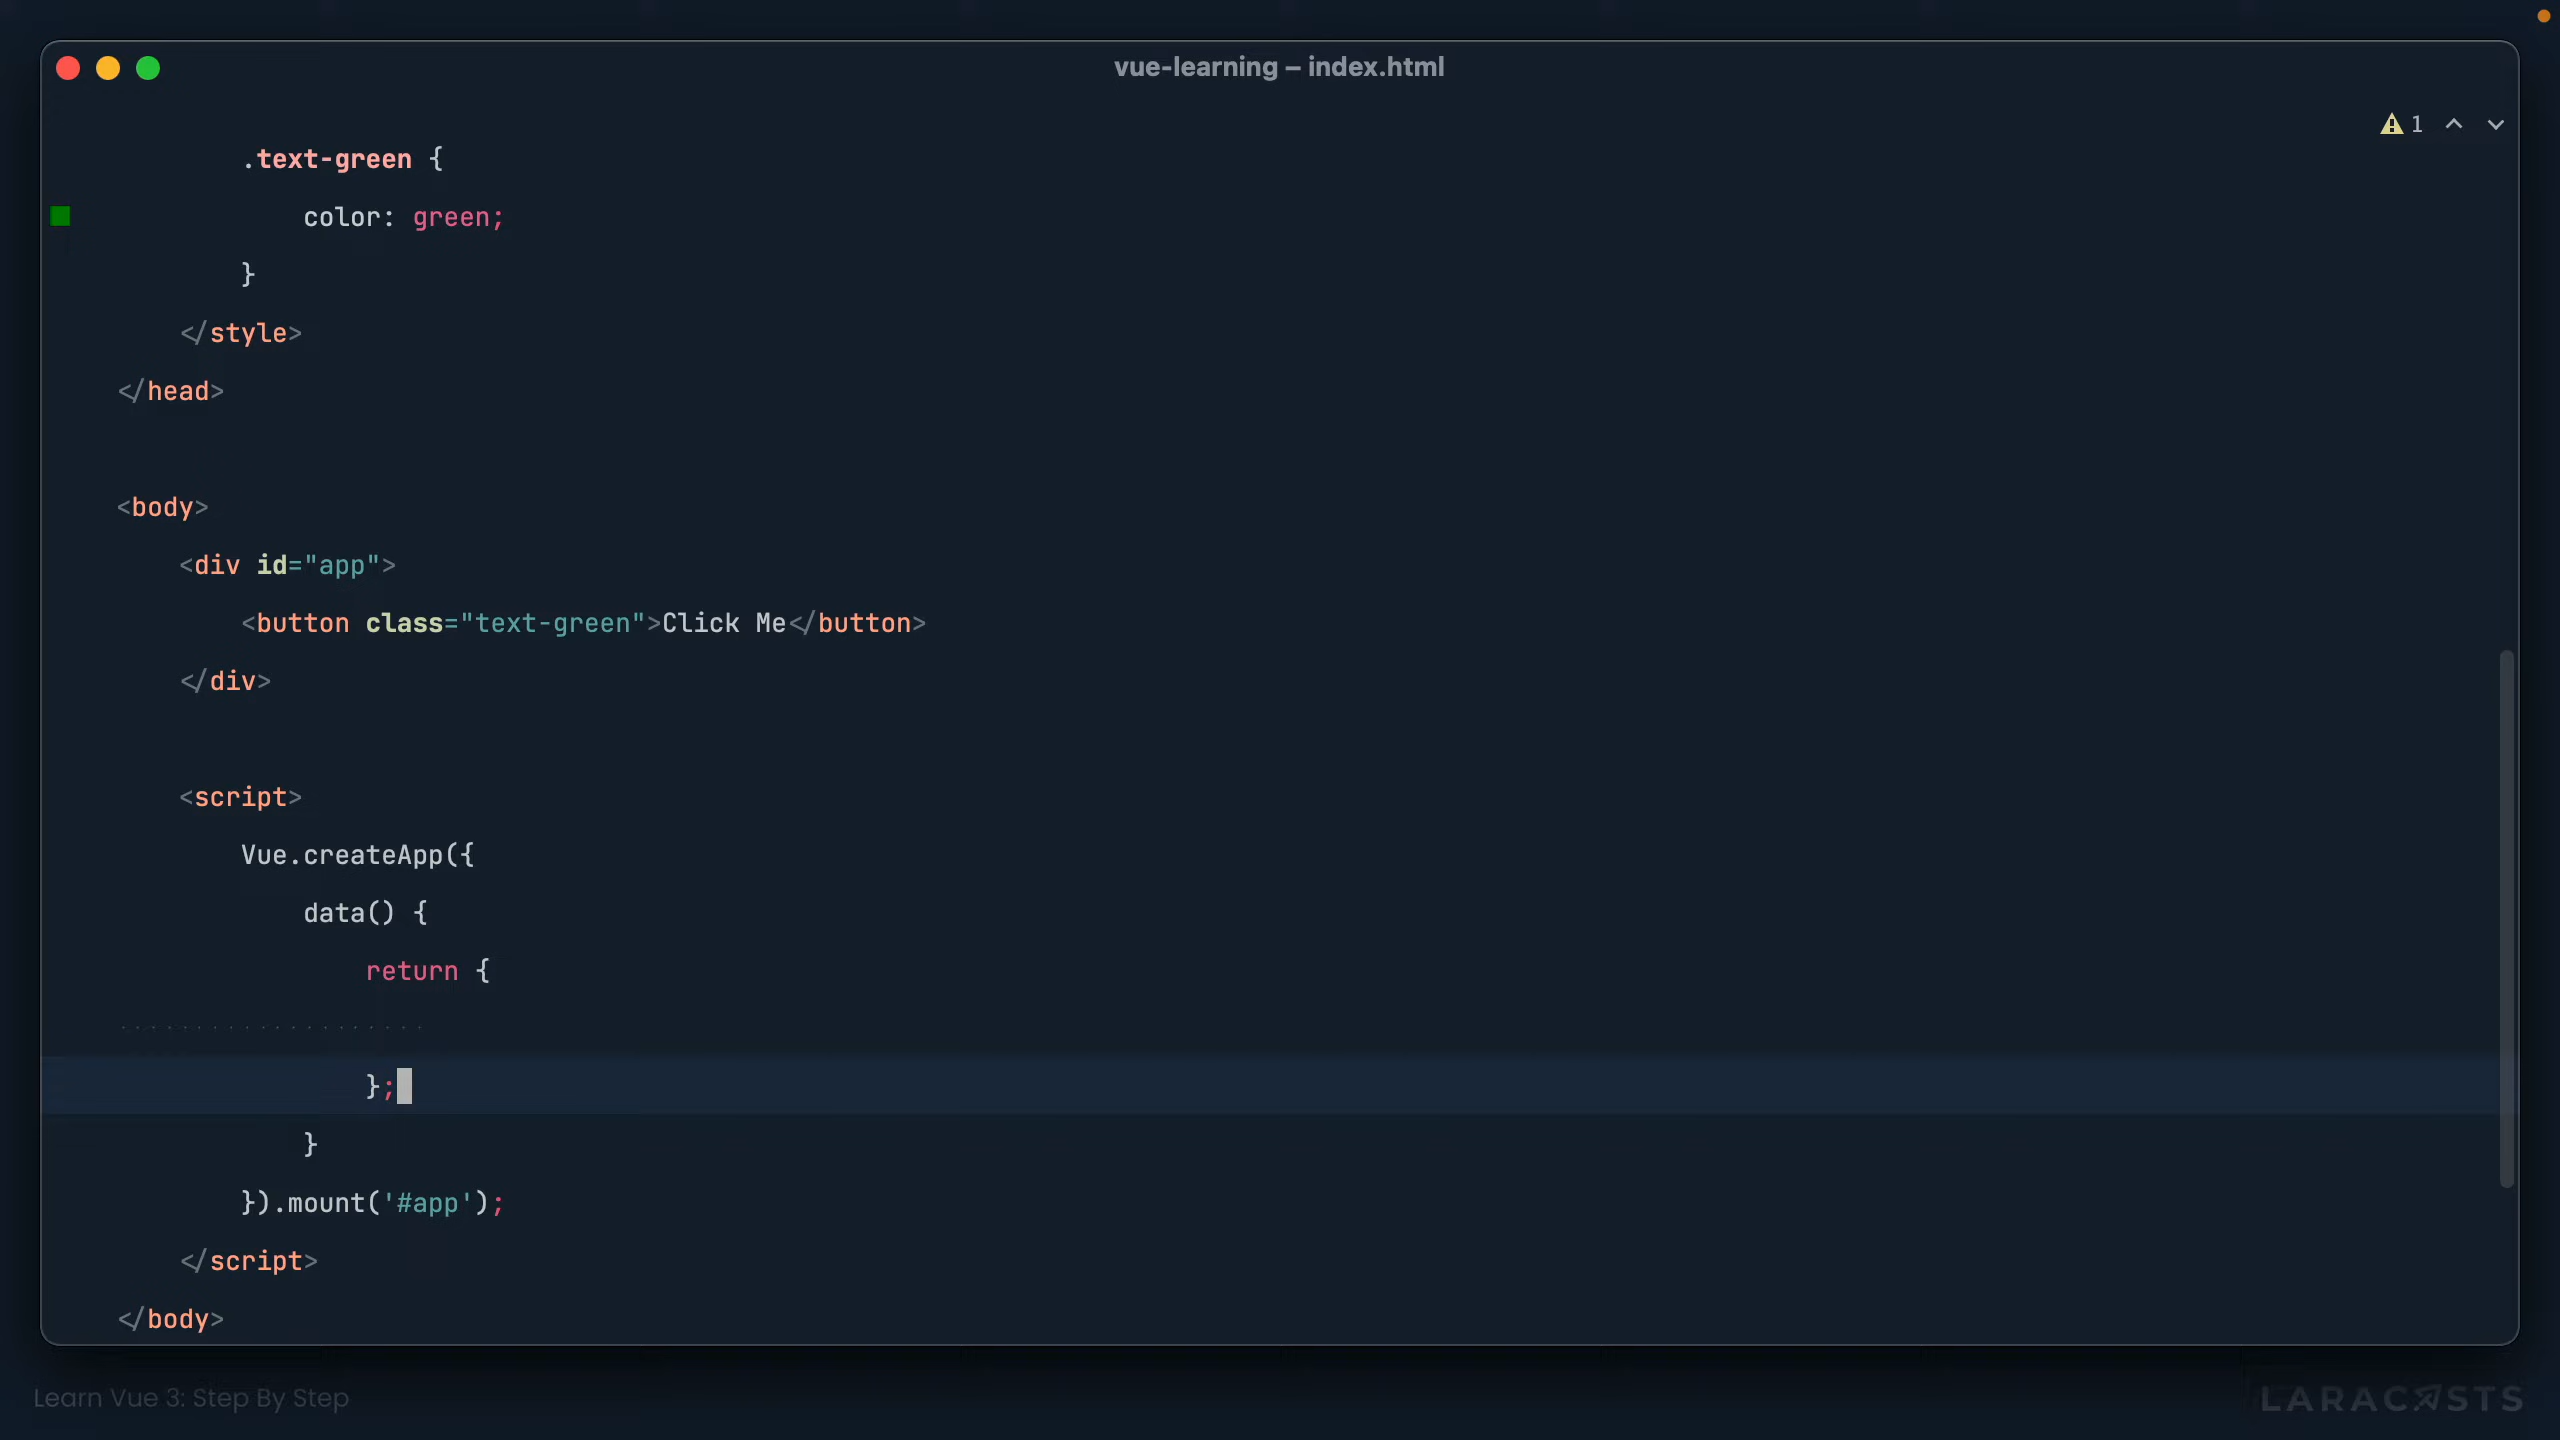 vue-learning – index.html
1
.text-green {
color: green;
}
</style>
</head>
<body>
<div id="app">
<button class="text-green">Click Me</button>
</div>
<script>
Vue.createApp({
data() {
return {
};
}
}).mount('#app');
</script>
</body>
Learn Vue 3: Step By Step
LARACASTS